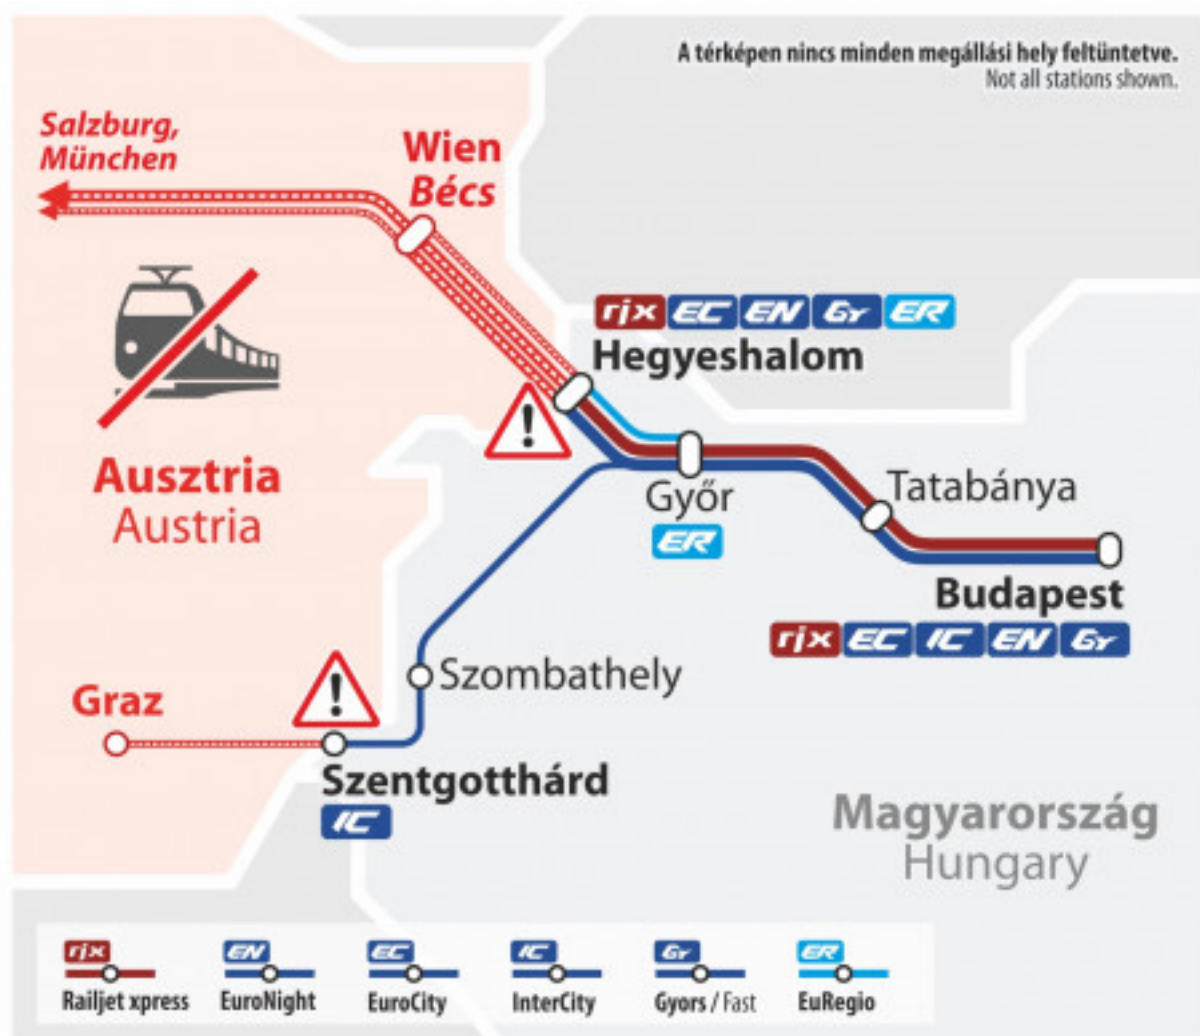 A térképen nincs minden megállási hely feltüntetve.
Not all stations shown.
Salzburg,
München
Wien
Bécs
rjx EC EN Gy ER
Hegyeshalom
Ausztria
Austria
Győr
ER
Tatabánya
Budapest
rjx EC IC EN Gy
Szombathely
Graz
Szentgotthárd
IC
Magyarország
Hungary
rjx EN EC IC Gy ER
Railjet xpress EuroNight EuroCity InterCity Gyors / Fast EuRegio